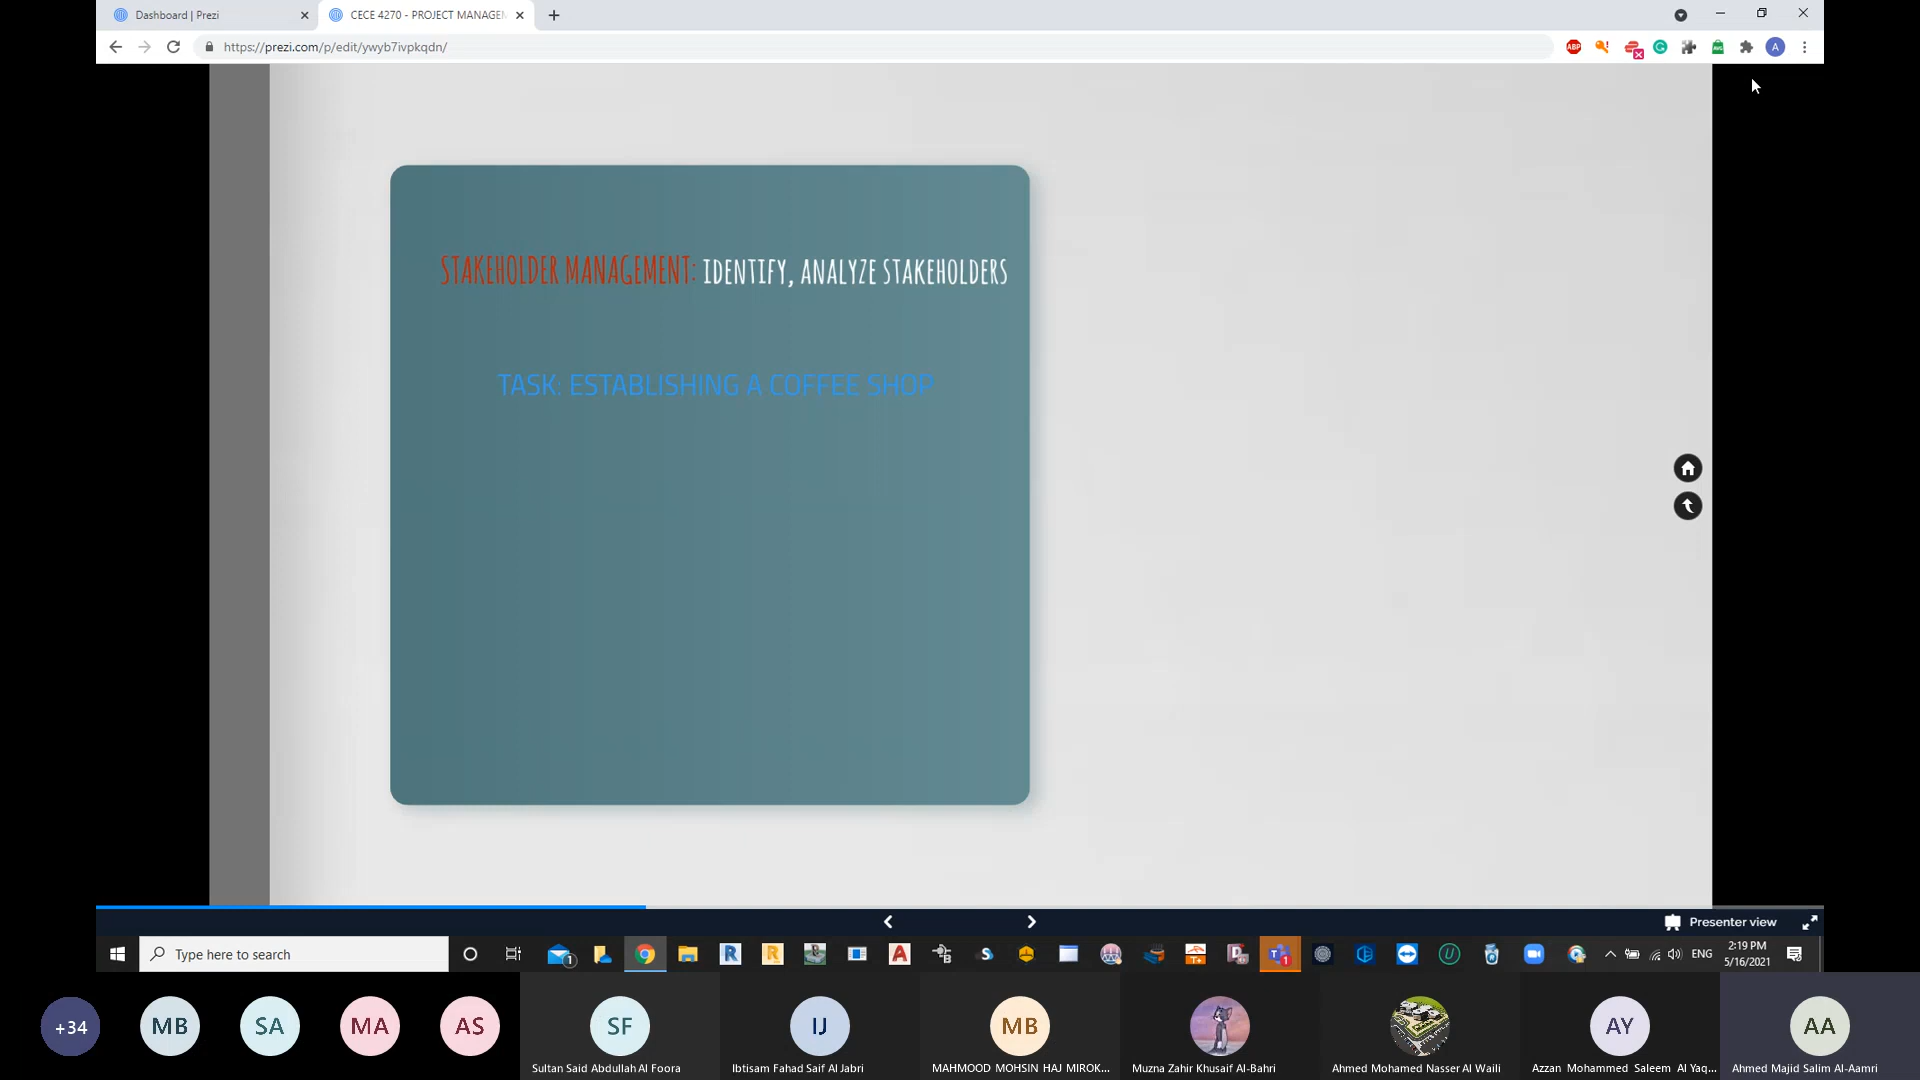 Dashboard | Prezi
CECE 4270 - PROJECT MANAGEM
https://prezi.com/p/edit/ywyb7ivpkqdn/
ABP
A
STAKEHOLDER MANAGEMENT: IDENTIFY, ANALYZE STAKEHOLDERS
TASK: ESTABLISHING A COFFEE SHOP
Presenter view
Type here to search
ENG
2:19 PM
5/16/2021
+34
MB
SA
MA
AS
SF
IJ
MB
AY
AA
Sultan Said Abdullah Al Foora
Ibtisam Fahad Saif Al Jabri
MAHMOOD MOHSIN HAJ MIROK...
Muzna Zahir Khusaif Al-Bahri
Ahmed Mohamed Nasser Al Waili
Azzan Mohammed Saleem Al Yaq...
Ahmed Majid Salim Al-Aamri